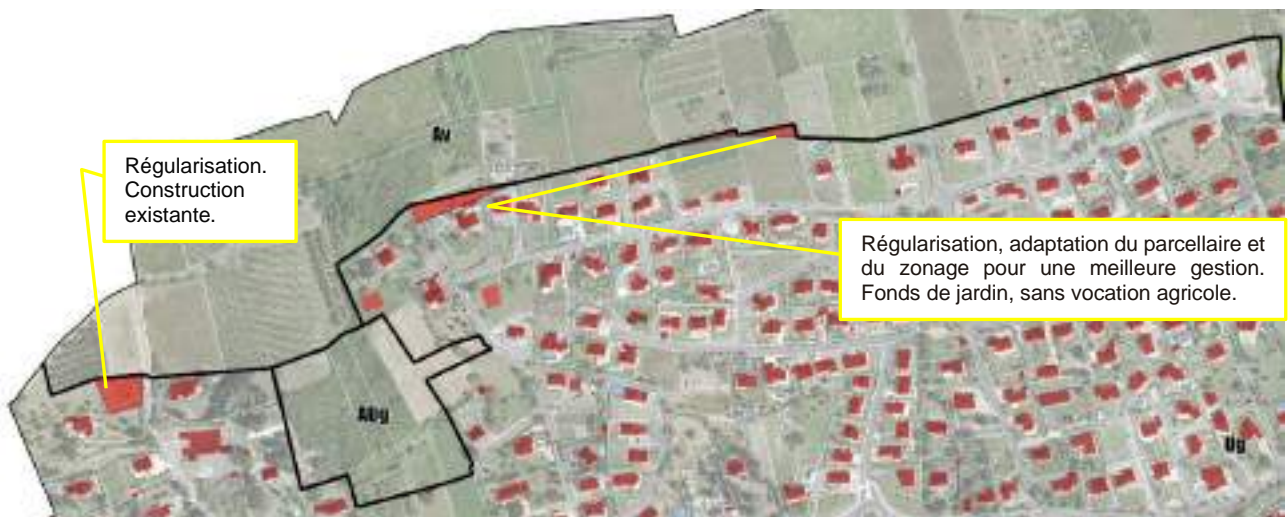 Av
Régularisation.
Construction
existante.
Régularisation, adaptation du parcellaire et
du zonage pour une meilleure gestion.
Fonds de jardin, sans vocation agricole.
Ug